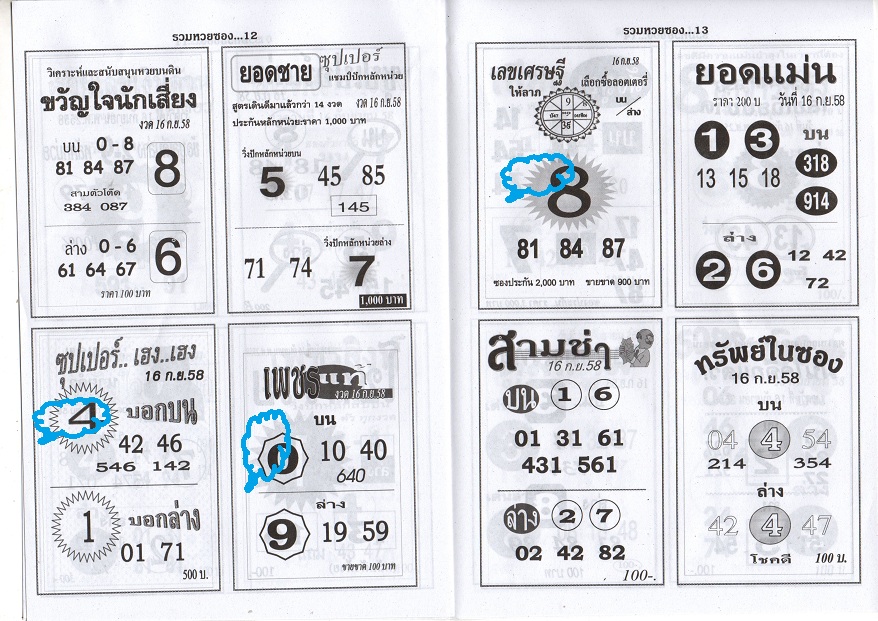 รวมหวยซอง...12
วิเคราะห์และสนับสนุนหวยบนดิน
ขวัญใจนักเสี่ยง
งวด 16 ก.ย.58
บน 0-8
81 84 87
8
สามตัวโต๊ด
384 087
ล่าง 0-6
61 64 67
6
ราคา 100 บาท
ซุปเปอร์
ยอดชาย
แชมป์ปักหลักหน่วย
สูตรเดินดีมาแล้วกว่า 14 งวด งวด 16 ก.ย.58
ประกันหลักหน่วยราคา 1,000 บาท
วิ่งปักหลักหน่วยบน
5 45 85
145
วิ่งปักหลักหน่วยล่าง
71 74 7
1,000 บาท
ซุปเปอร์..เฮง..เฮง
16 ก.ย.58
4 บอกบน
42 46
546 142
1 บอกล่าง
01 71
500 บ.
เพชร
งวด 16 ก.ย.58
บน
0 10 40
640
ล่าง
9 19 59
ขายขาด 100 บาท
รวมหวยซอง...13
เลขเศรษฐี
16 ก.ย.58
ให้ลาภ
เลือกซื้อลอตเตอรี่
บน
/ล่าง
9
8
81 84 87
ซองประกัน 2,000 บาท ขายขาด 900 บาท
ยอดแม่น
ราคา 200 บ วันที่ 16 ก.ย.58
1 3 บน
318
13 15 18
914
ล่าง
2 6 12 42
72
สามช่า
16 ก.ย.58
บน 1 6
01 31 61
431 561
ล่าง 2 7
02 42 82
100-.
ทรัพย์ในซอง
16 ก.ย.58
บน
04 4 54
214 354
ล่าง
42 4 47
โชคดี 100 บ.